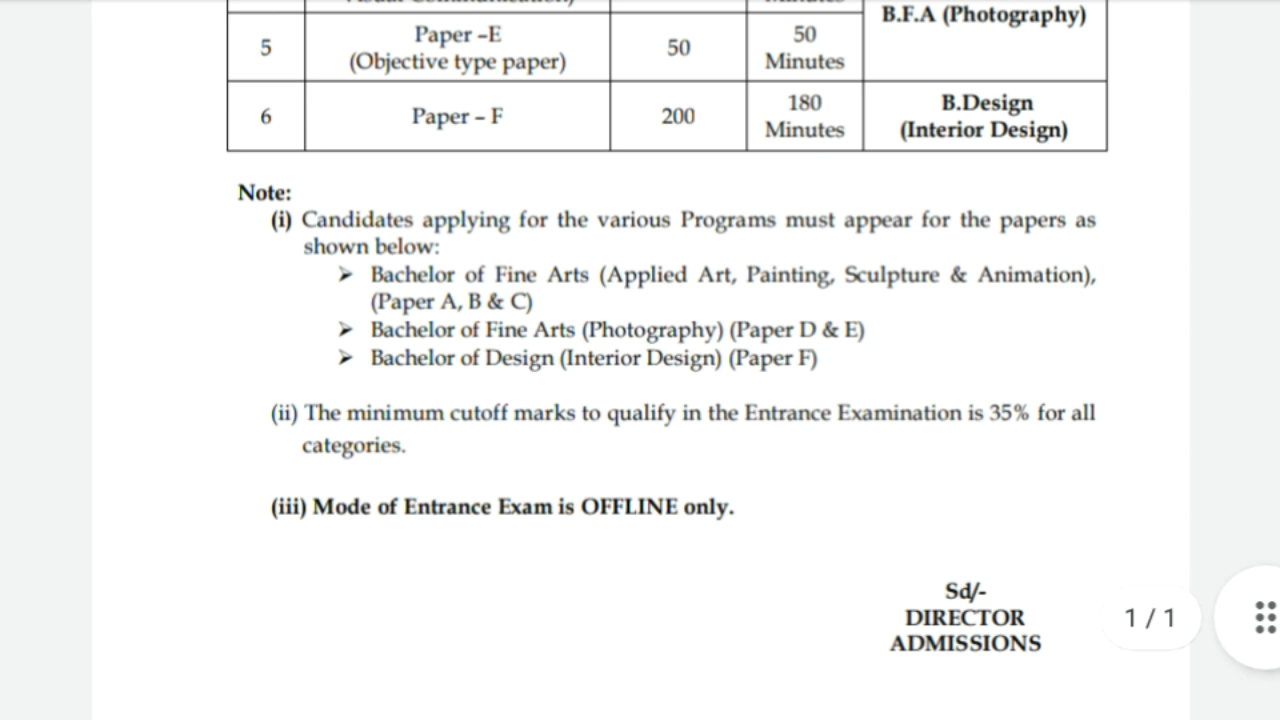 B.F.A (Photography)
5
Paper –E
(Objective type paper)
50
50
Minutes
6
Paper – F
200
180
Minutes
B.Design
(Interior Design)
Note:
(i) Candidates applying for the various Programs must appear for the papers as
shown below:
➢ Bachelor of Fine Arts (Applied Art, Painting, Sculpture & Animation),
(Paper A, B & C)
➢ Bachelor of Fine Arts (Photography) (Paper D & E)
➢ Bachelor of Design (Interior Design) (Paper F)
(ii) The minimum cutoff marks to qualify in the Entrance Examination is 35% for all
categories.
(iii) Mode of Entrance Exam is OFFLINE only.
Sd/-
DIRECTOR
ADMISSIONS
1 / 1